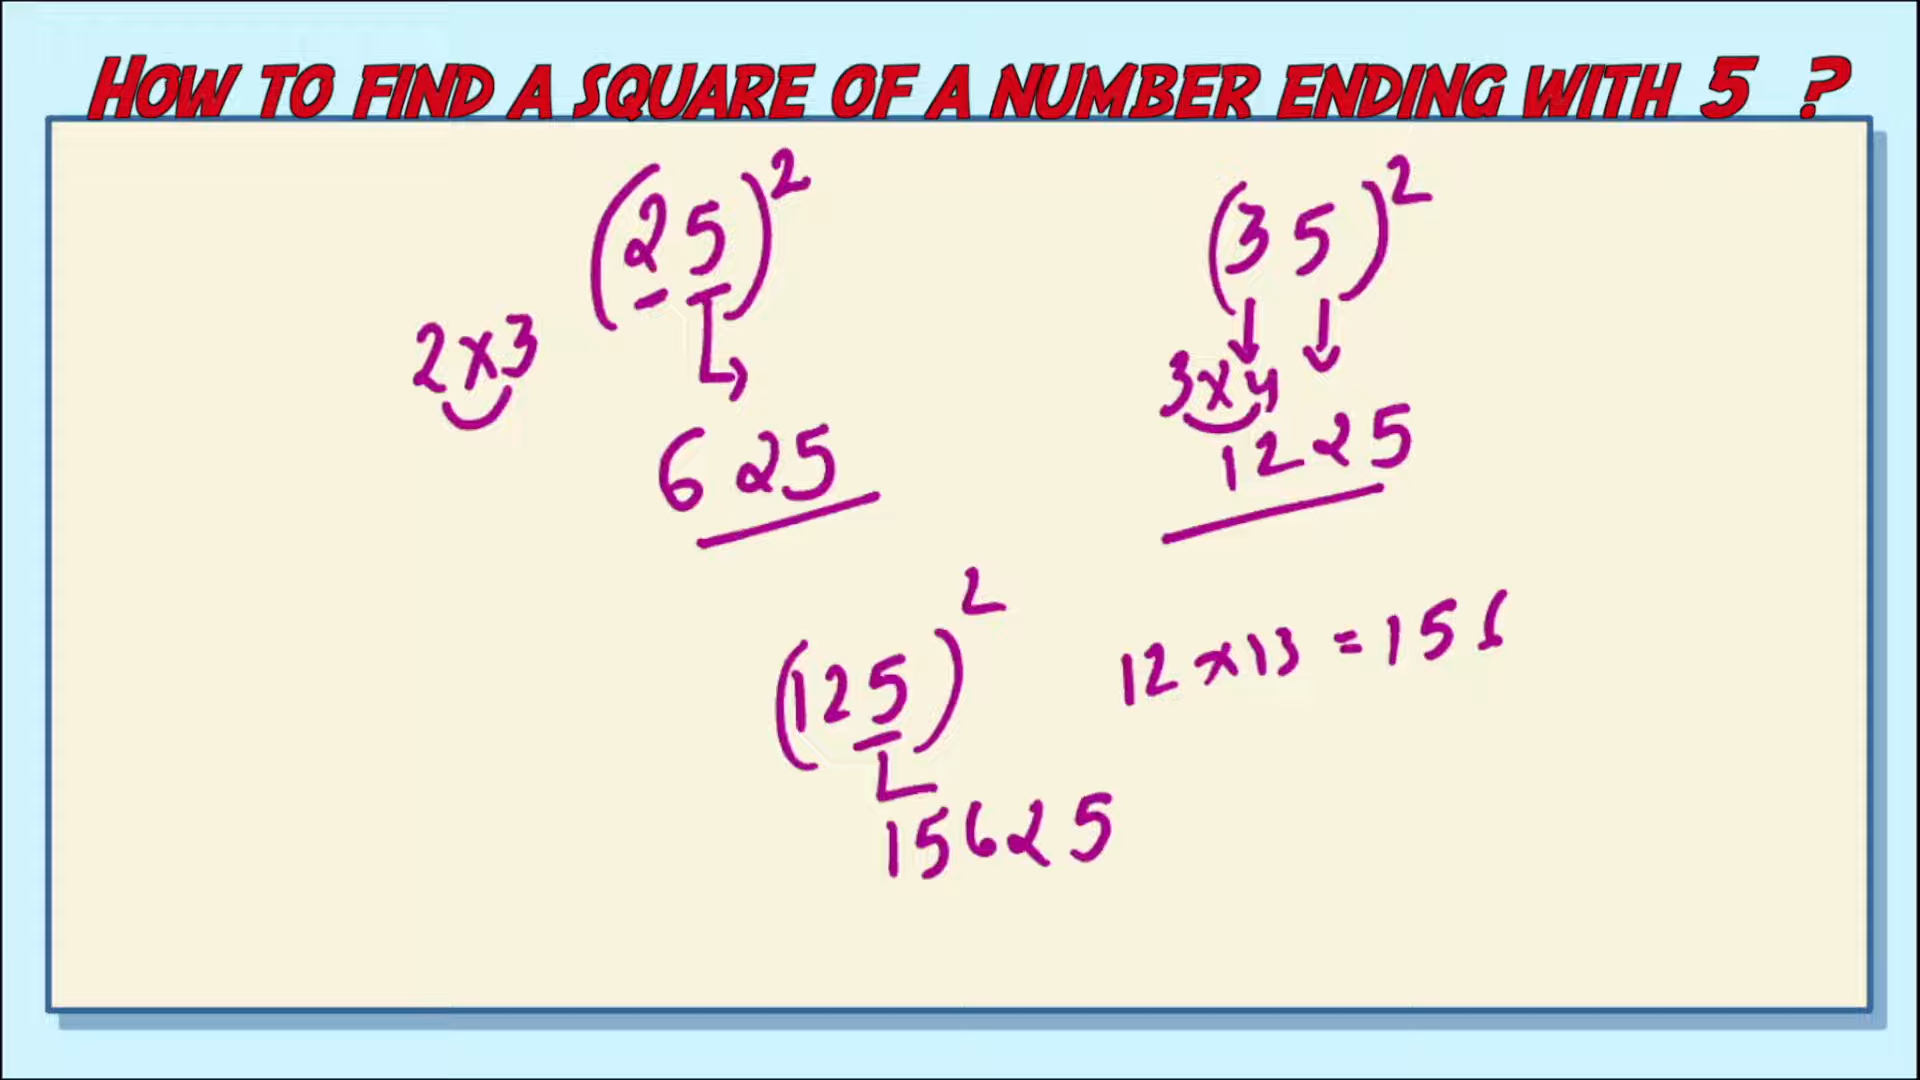 HOW TO FIND A SQUARE OF A NUMBER ENDING WITH 5 ?
(25)²
2x3
625
(35)²
3x4
1225
(125)²
12x13 = 156
15625